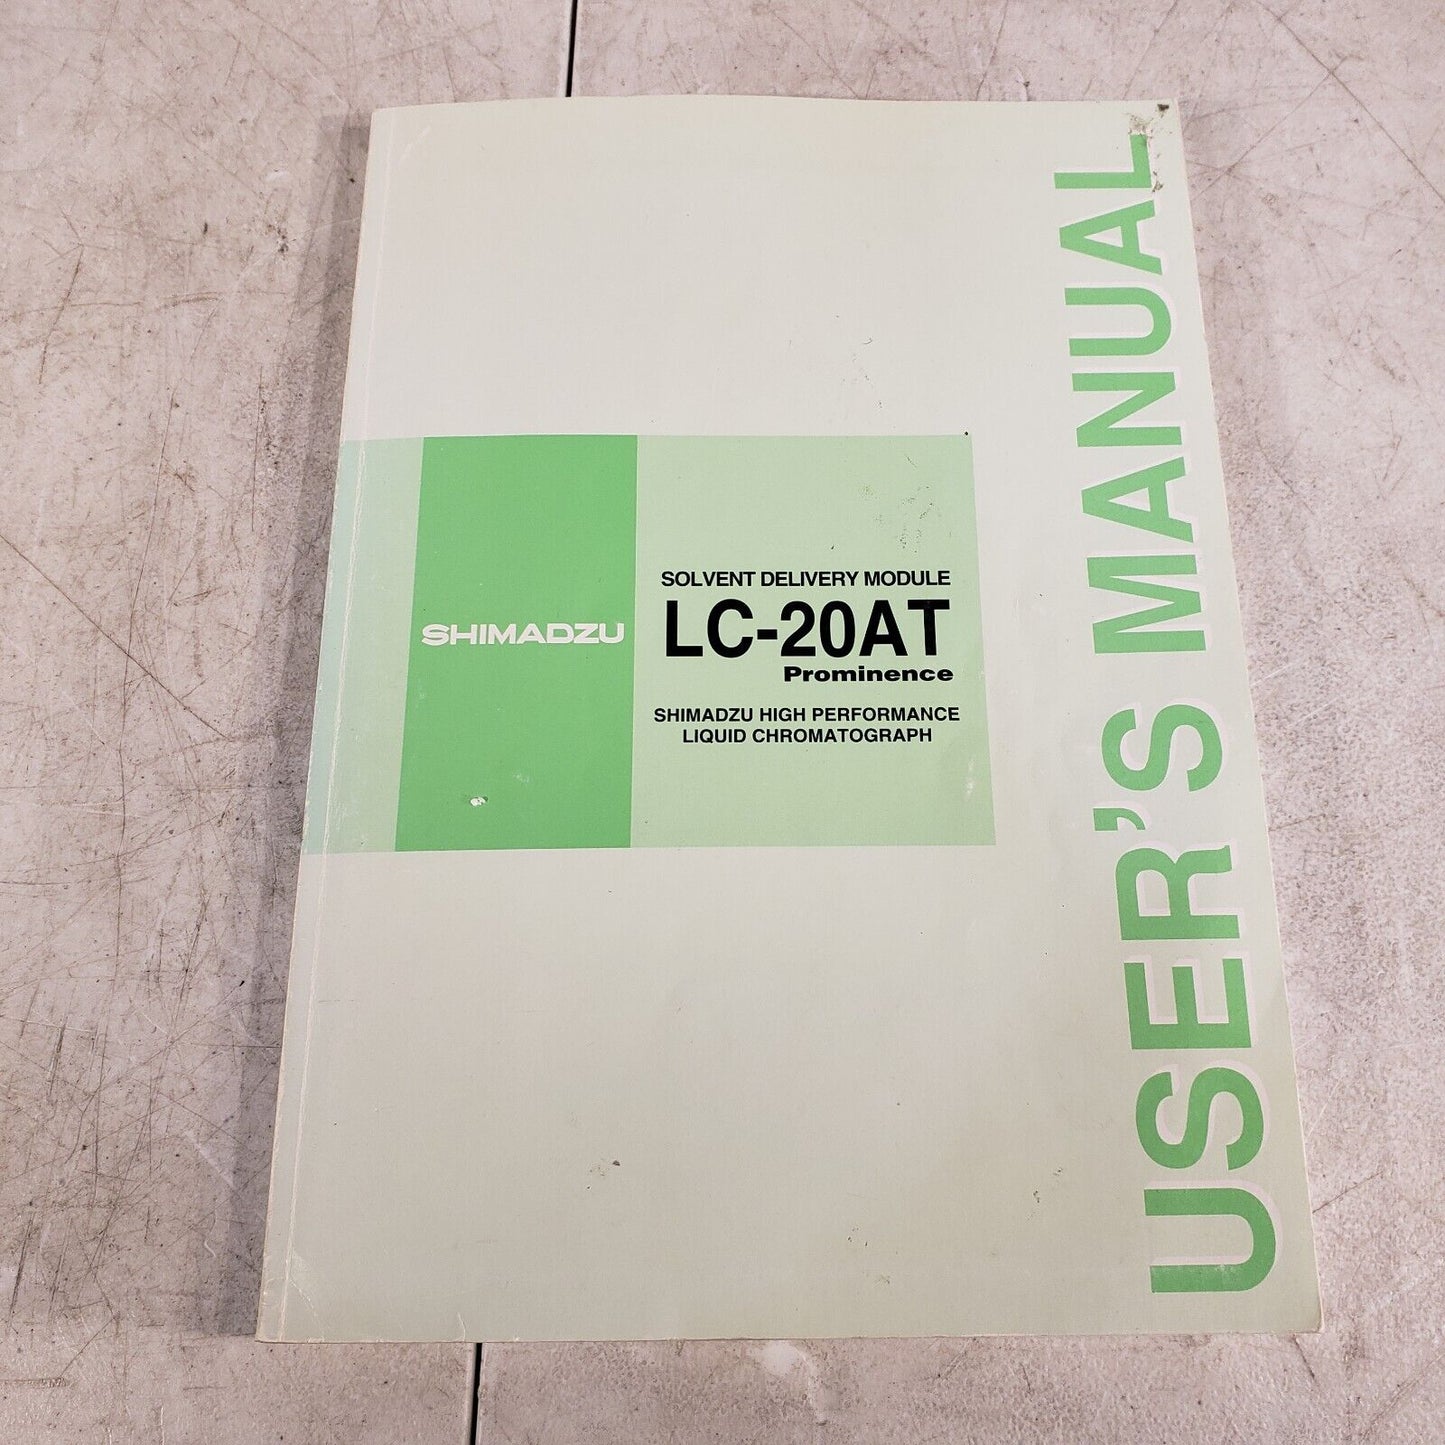 SHIMADZU
SOLVENT DELIVERY MODULE
LC-20AT
Prominence
SHIMADZU HIGH PERFORMANCE
LIQUID CHROMATOGRAPH
USER'S MANUAL